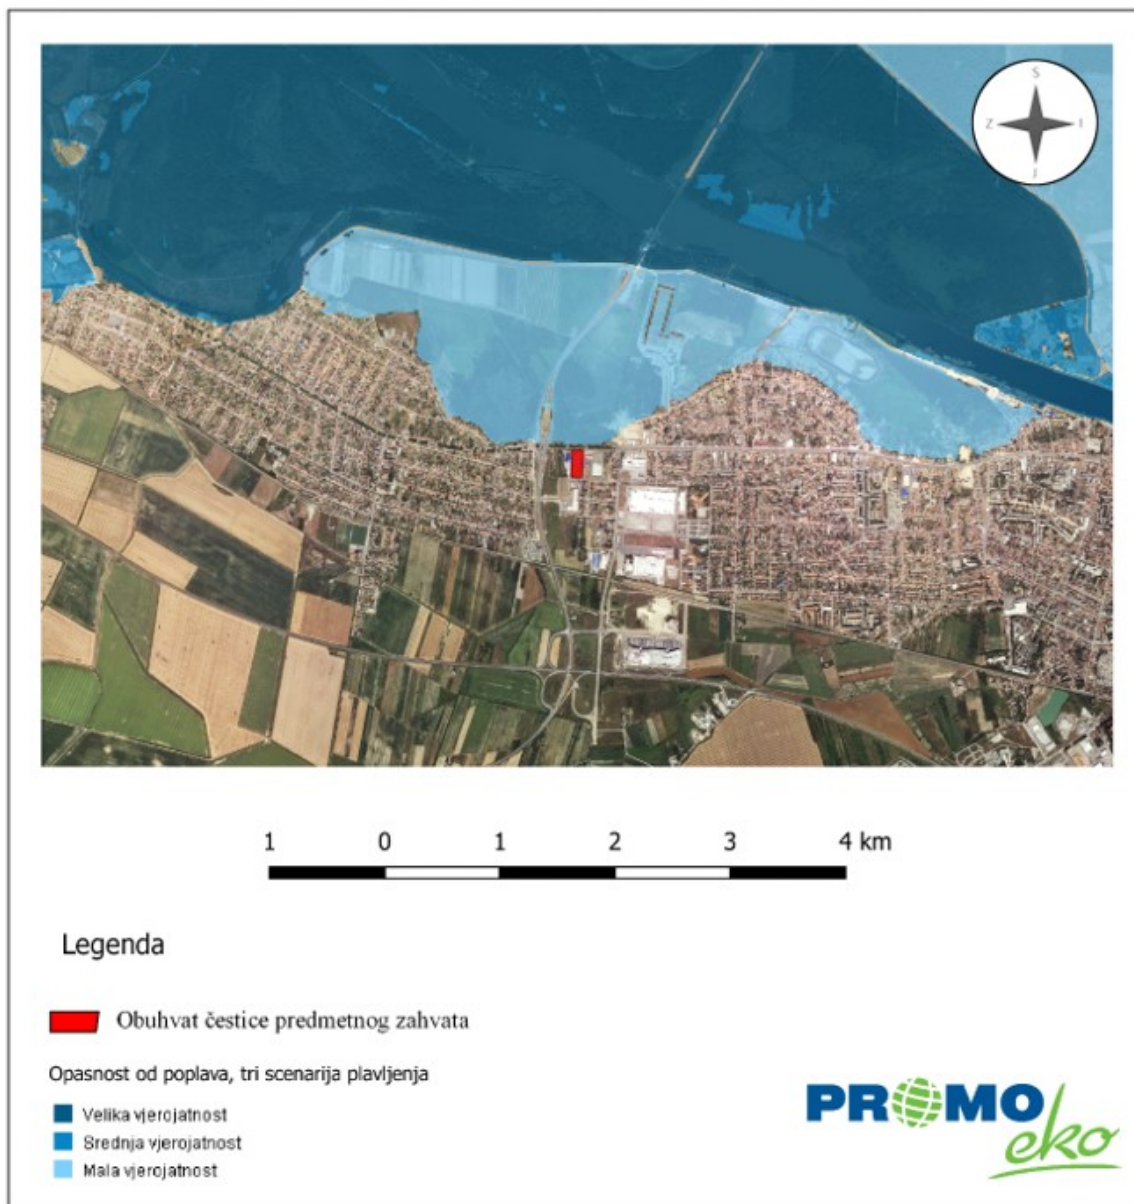 S
Z I
J
1 0 1 2 3 4 km
Legenda
Obuhvat čestice predmetnog zahvata
Opasnost od poplava, tri scenarija plavljenja
Velika vjerojatnost
Srednja vjerojatnost
Mala vjerojatnost
PROMO
eko